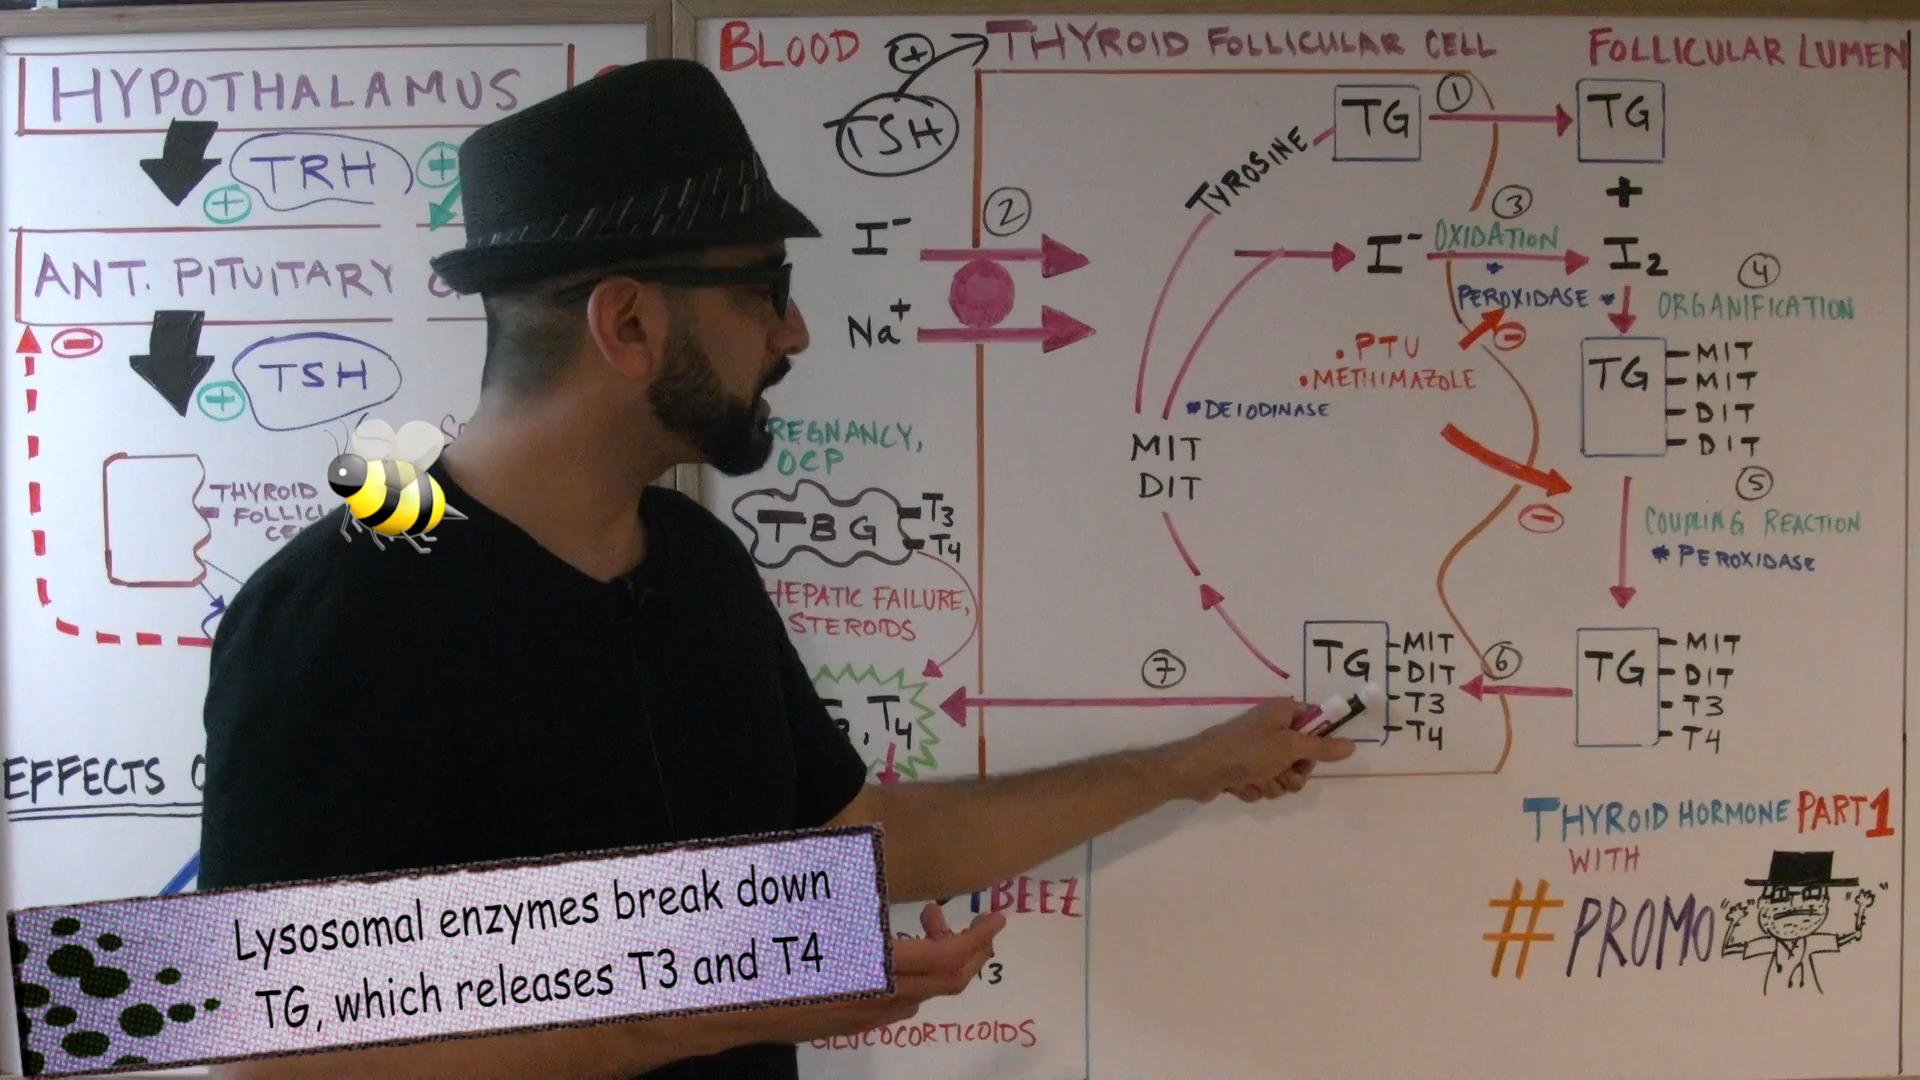 HYPOTHALAMUS
TRH
+
+
ANT. PITUITARY
-
TSH
+
THYROID
EFFECTS
BLOOD
+
THYROID FOLLICULAR CELL
FOLLICULAR LUMEN
TSH
I-
Na+
2
TYROSINE
TG
1
TG
+
I-
3
OXIDATION
I2
*
PEROXIDASE *
4
ORGANIFICATION
• PTU
• METHIMAZOLE
-
* DEIODINASE
MIT
DIT
TG
MIT
MIT
DIT
DIT
-
5
COUPLING REACTION
* PEROXIDASE
OCP
TBG
T3
T4
HEPATIC FAILURE,
STEROIDS
, T4
7
TG
MIT
DIT
T3
T4
6
TG
MIT
DIT
T3
T4
THYROID HORMONE PART 1
WITH
#PROMO
BEEZ
Lysosomal enzymes break down
TG, which releases T3 and T4